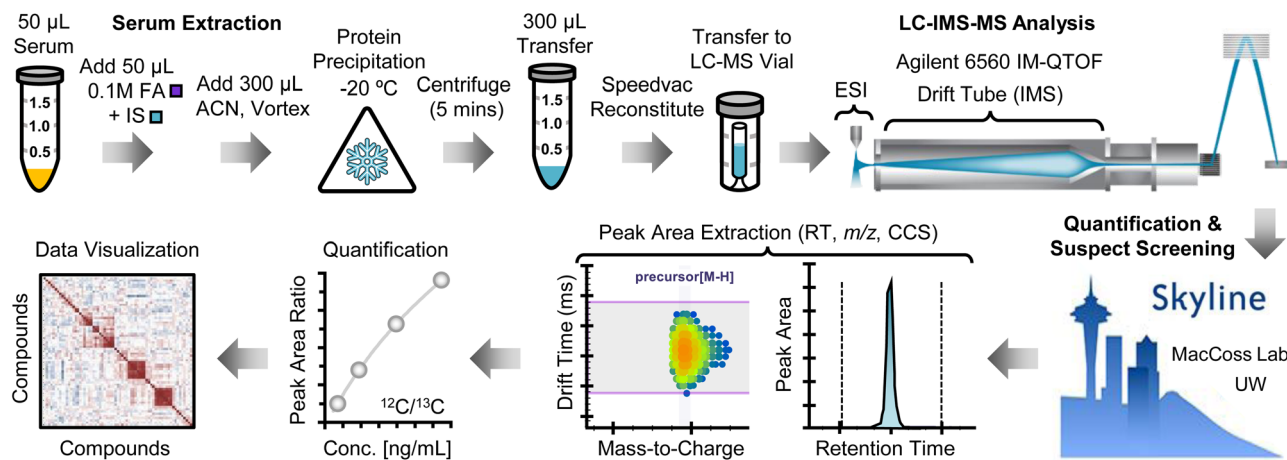 50 µL
Serum
Serum Extraction
Add 50 µL
0.1M FA
+ IS
1.5
1.0
0.5
Add 300 µL
ACN, Vortex
Protein
Precipitation
-20 ºC
Centrifuge
(5 mins)
300 µL
Transfer
1.5
1.0
0.5
Speedvac
Reconstitute
Transfer to
LC-MS Vial
LC-IMS-MS Analysis
Agilent 6560 IM-QTOF
ESI
Drift Tube (IMS)
Quantification &
Suspect Screening
Skyline
MacCoss Lab
UW
Peak Area Extraction (RT, m/z, CCS)
precursor[M-H]
Drift Time (ms)
Mass-to-Charge
Peak Area
Retention Time
Quantification
Peak Area Ratio
¹²C/¹³C
Conc. [ng/mL]
Data Visualization
Compounds
Compounds